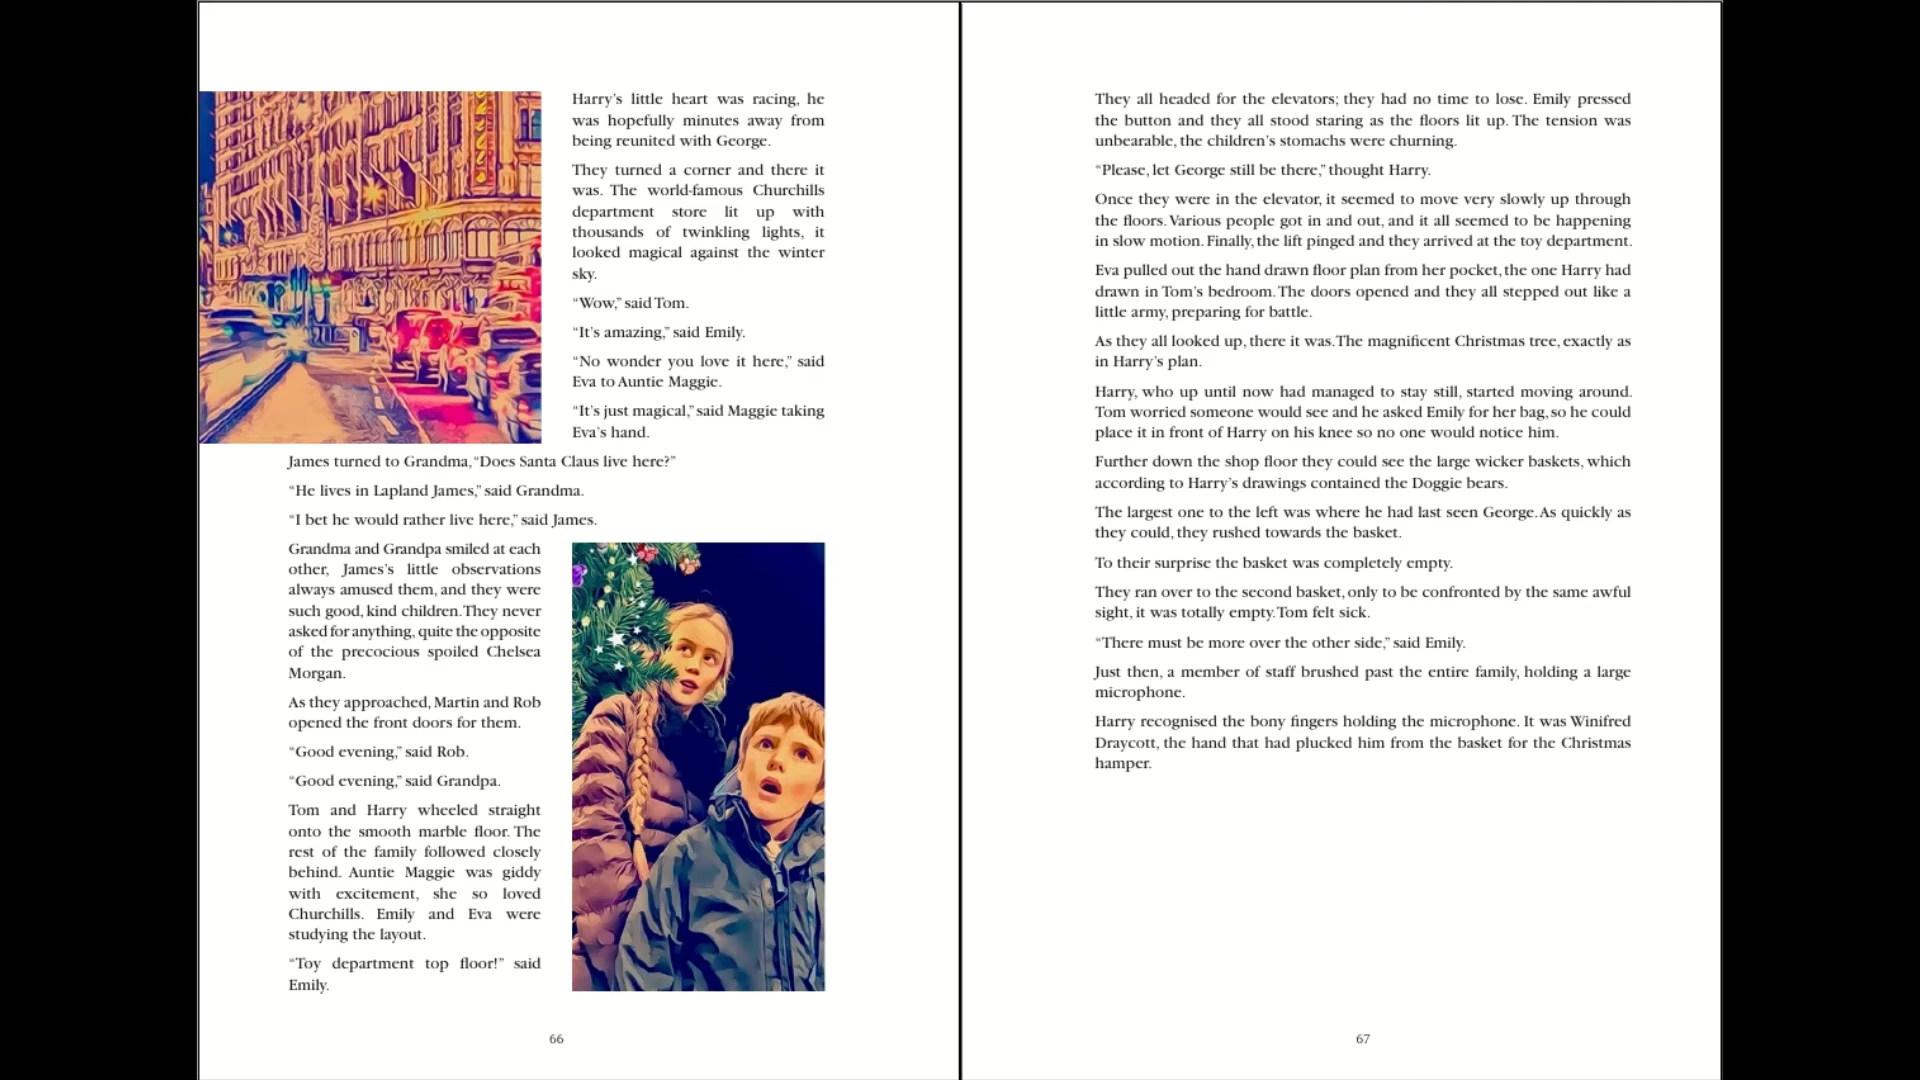 Harry’s little heart was racing, he
was hopefully minutes away from
being reunited with George.
They turned a corner and there it
was. The world-famous Churchills
department store lit up with
thousands of twinkling lights, it
looked magical against the winter
sky.
“Wow,” said Tom.
“It’s amazing,” said Emily.
“No wonder you love it here,” said
Eva to Auntie Maggie.
“It’s just magical,” said Maggie taking
Eva’s hand.
James turned to Grandma, “Does Santa Claus live here?”
“He lives in Lapland James,” said Grandma.
“I bet he would rather live here,” said James.
Grandma and Grandpa smiled at each
other, James’s little observations
always amused them, and they were
such good, kind children. They never
asked for anything, quite the opposite
of the precocious spoiled Chelsea
Morgan.
As they approached, Martin and Rob
opened the front doors for them.
“Good evening,” said Rob.
“Good evening,” said Grandpa.
Tom and Harry wheeled straight
onto the smooth marble floor. The
rest of the family followed closely
behind. Auntie Maggie was giddy
with excitement, she so loved
Churchills. Emily and Eva were
studying the layout.
“Toy department top floor!” said
Emily.
66
They all headed for the elevators; they had no time to lose. Emily pressed
the button and they all stood staring as the floors lit up. The tension was
unbearable, the children’s stomachs were churning.
“Please, let George still be there,” thought Harry.
Once they were in the elevator, it seemed to move very slowly up through
the floors. Various people got in and out, and it all seemed to be happening
in slow motion. Finally, the lift pinged and they arrived at the toy department.
Eva pulled out the hand drawn floor plan from her pocket, the one Harry had
drawn in Tom’s bedroom. The doors opened and they all stepped out like a
little army, preparing for battle.
As they all looked up, there it was. The magnificent Christmas tree, exactly as
in Harry’s plan.
Harry, who up until now had managed to stay still, started moving around.
Tom worried someone would see and he asked Emily for her bag, so he could
place it in front of Harry on his knee so no one would notice him.
Further down the shop floor they could see the large wicker baskets, which
according to Harry’s drawings contained the Doggie bears.
The largest one to the left was where he had last seen George. As quickly as
they could, they rushed towards the basket.
To their surprise the basket was completely empty.
They ran over to the second basket, only to be confronted by the same awful
sight, it was totally empty. Tom felt sick.
“There must be more over the other side,” said Emily.
Just then, a member of staff brushed past the entire family, holding a large
microphone.
Harry recognised the bony fingers holding the microphone. It was Winifred
Draycott, the hand that had plucked him from the basket for the Christmas
hamper.
67